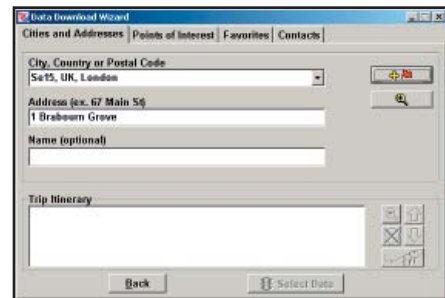 Data Download Wizard
Cities and Addresses Points of Interest Favorites Contacts
City, Country or Postal Code
Se15, UK, London
Address (ex. 67 Main St)
1 Brabourn Grove
Name (optional)
Trip Itinerary
Back Select Data